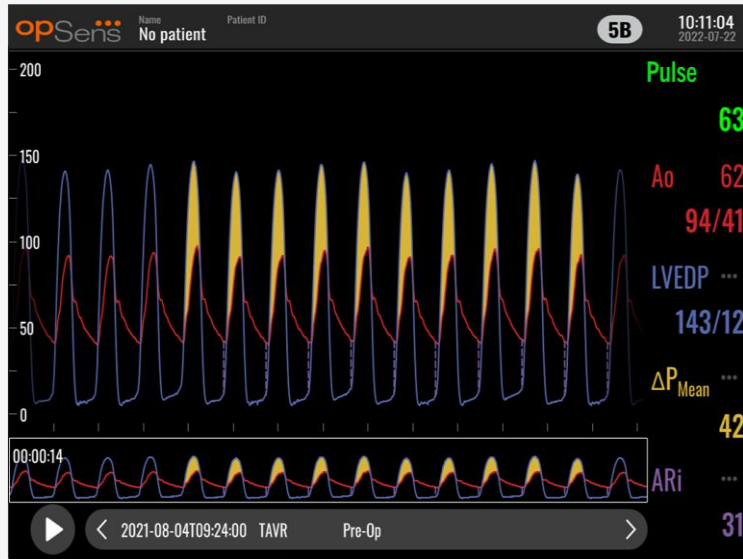 opSens
Name
No patient
Patient ID
5B
10:11:04
2022-07-22
200
150
100
50
0
Pulse
63
Ao 62
94/41
LVEDP ---
143/12
ΔPMean ---
42
ARi ---
31
00:00:14
2021-08-04T09:24:00 TAVR Pre-Op